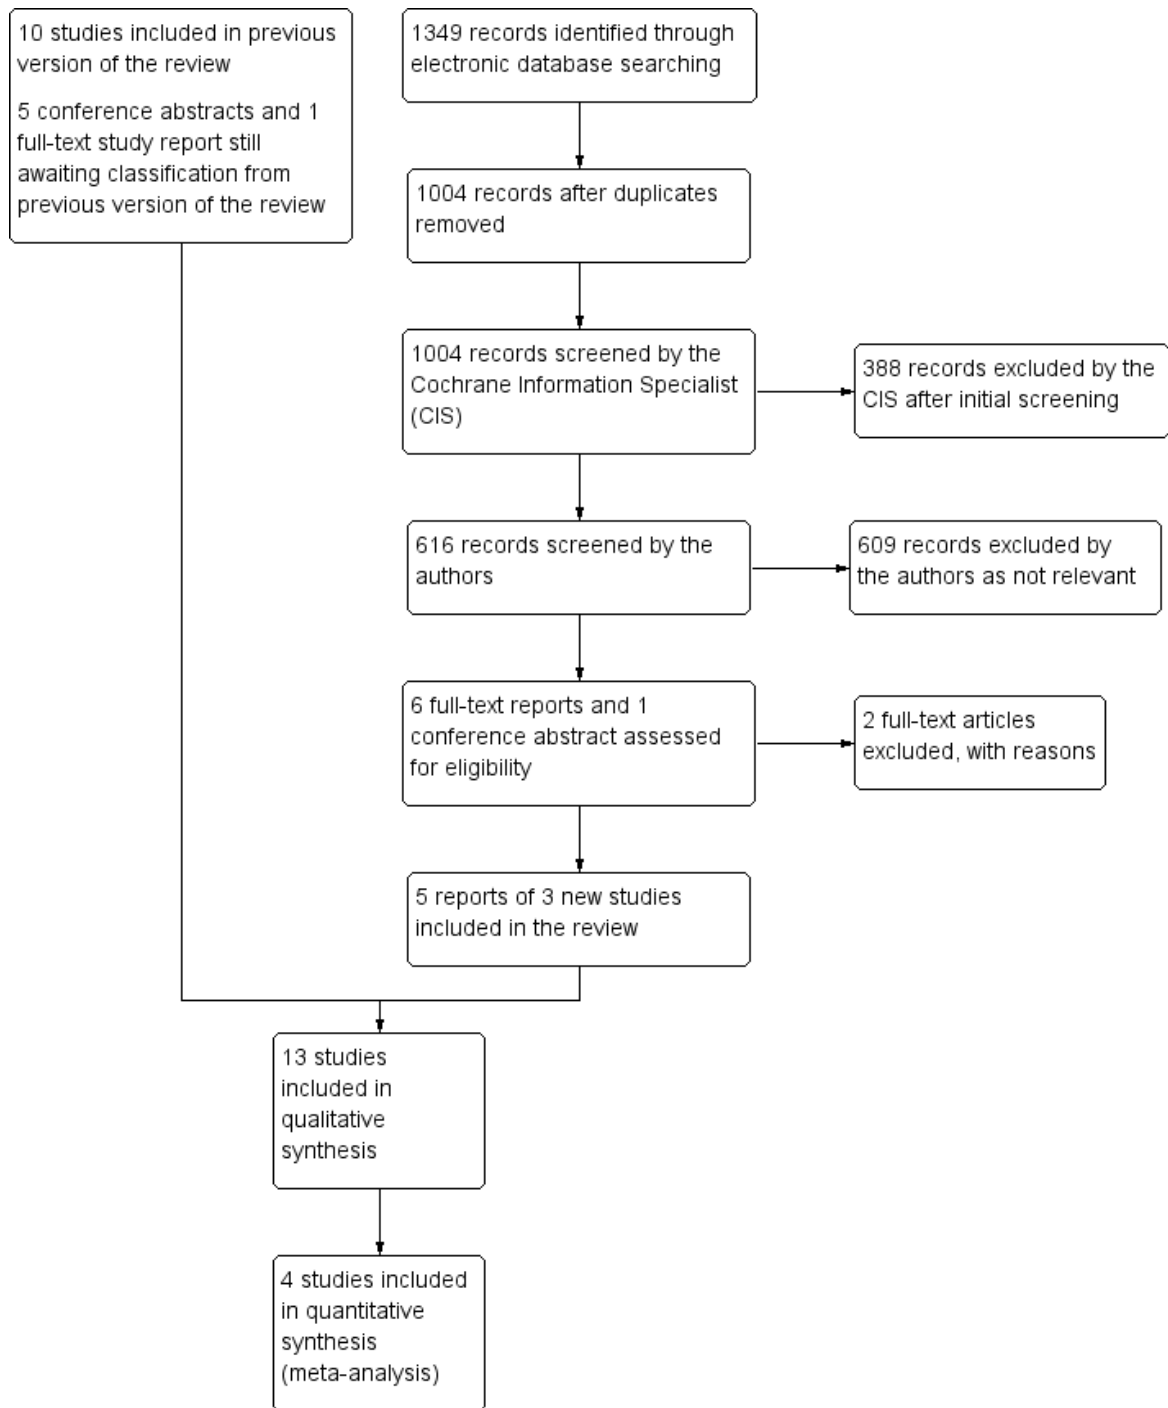 10 studies included in previous
version of the review
5 conference abstracts and 1
full-text study report still
awaiting classification from
previous version of the review
1349 records identified through
electronic database searching
1004 records after duplicates
removed
1004 records screened by the
Cochrane Information Specialist
(CIS)
388 records excluded by the
CIS after initial screening
616 records screened by the
authors
609 records excluded by
the authors as not relevant
6 full-text reports and 1
conference abstract assessed
for eligibility
2 full-text articles
excluded, with reasons
5 reports of 3 new studies
included in the review
13 studies
included in
qualitative
synthesis
4 studies included
in quantitative
synthesis
(meta-analysis)